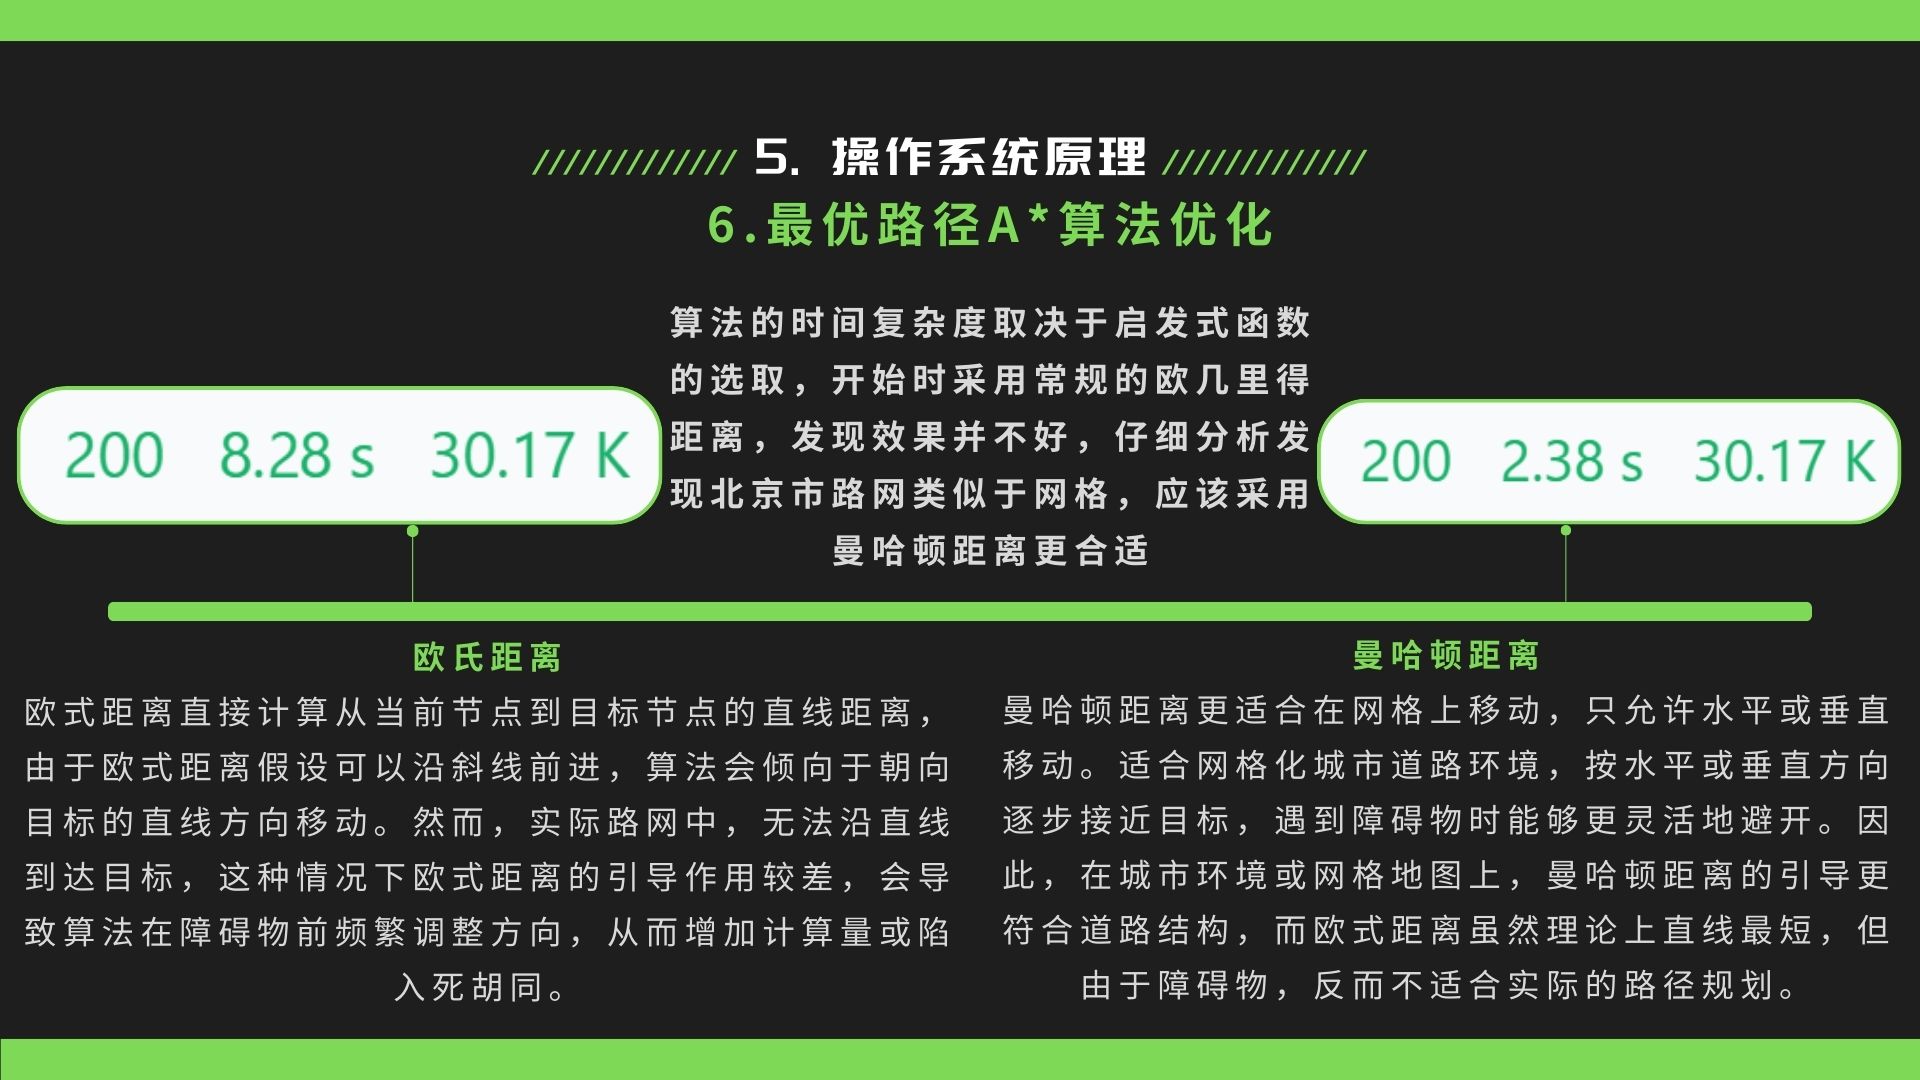 5. 操作系统原理
6.最优路径A*算法优化
算法的时间复杂度取决于启发式函数
的选取，开始时采用常规的欧几里得
距离，发现效果并不好，仔细分析发
现北京市路网类似于网格，应该采用
曼哈顿距离更合适
200 8.28 s 30.17 K
200 2.38 s 30.17 K
欧氏距离
欧式距离直接计算从当前节点到目标节点的直线距离，
由于欧式距离假设可以沿斜线前进，算法会倾向于朝向
目标的直线方向移动。然而，实际路网中，无法沿直线
到达目标，这种情况下欧式距离的引导作用较差，会导
致算法在障碍物前频繁调整方向，从而增加计算量或陷
入死胡同。
曼哈顿距离
曼哈顿距离更适合在网格上移动，只允许水平或垂直
移动。适合网格化城市道路环境，按水平或垂直方向
逐步接近目标，遇到障碍物时能够更灵活地避开。因
此，在城市环境或网格地图上，曼哈顿距离的引导更
符合道路结构，而欧式距离虽然理论上直线最短，但
由于障碍物，反而不适合实际的路径规划。